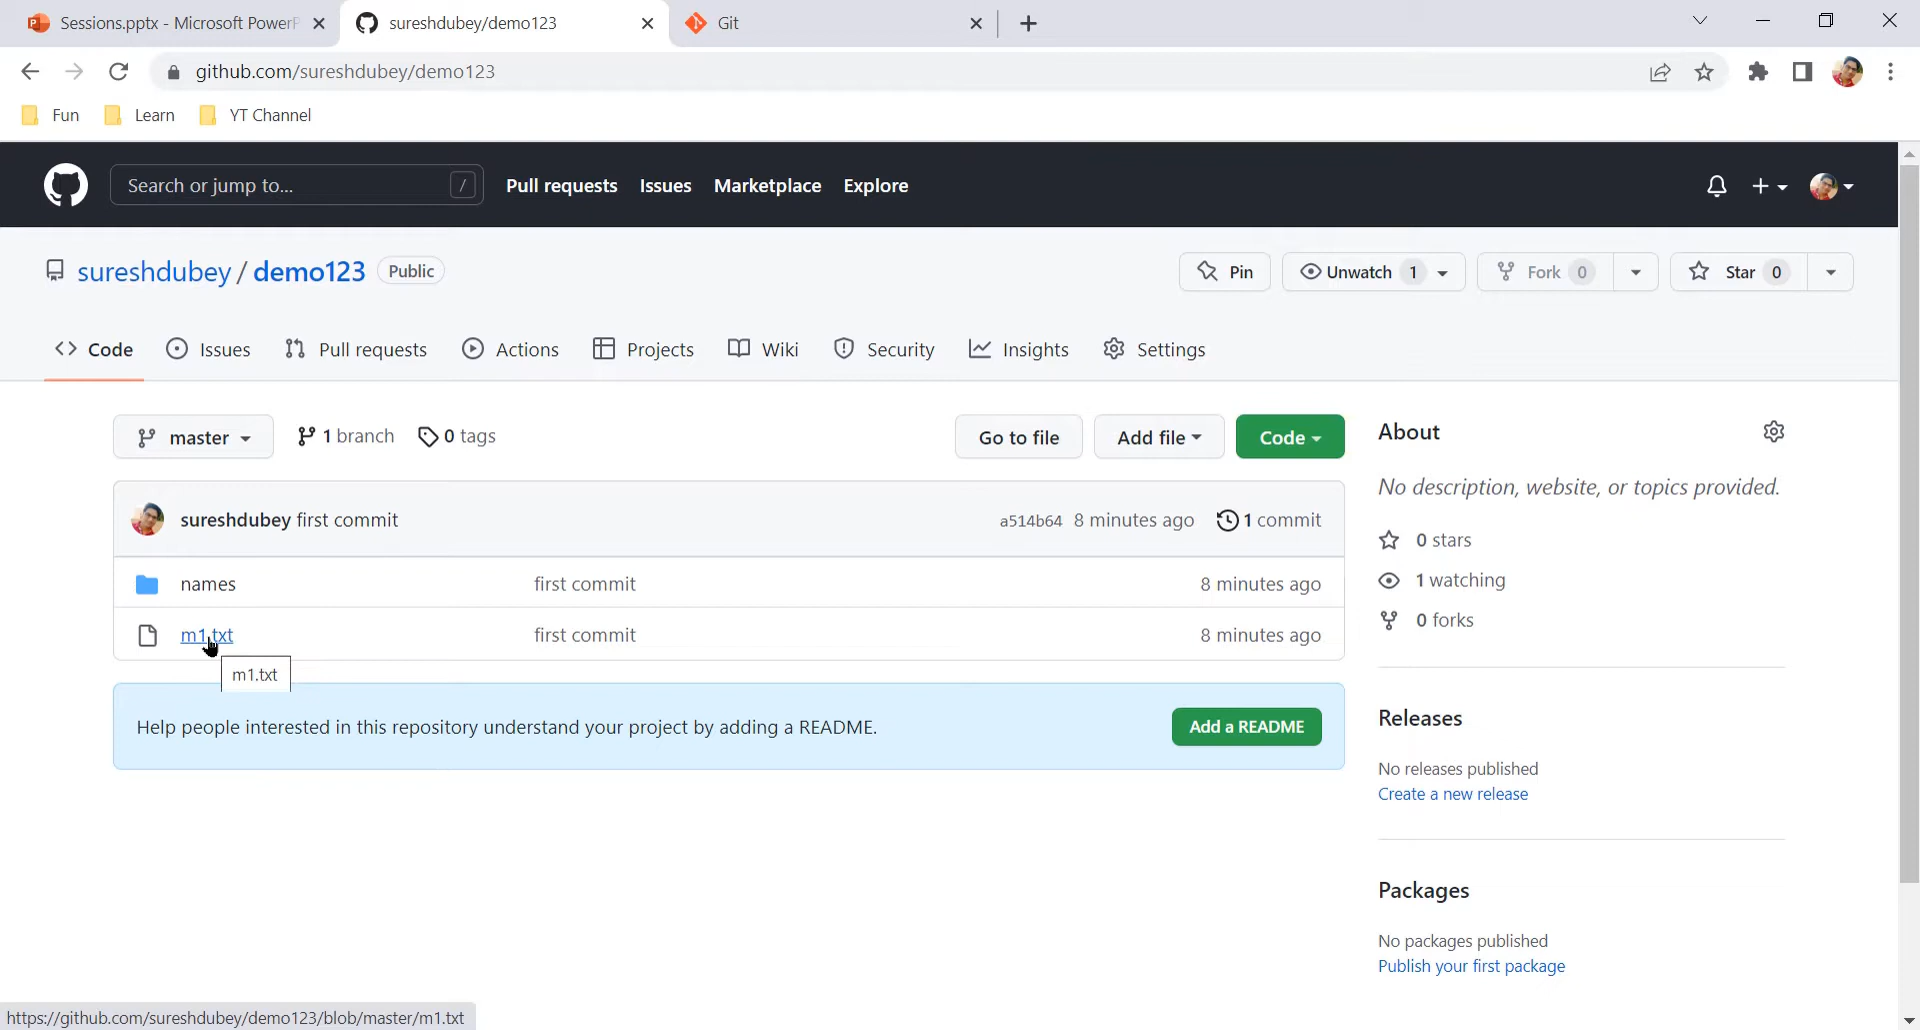 Sessions.pptx - Microsoft PowerP
sureshdubey/demo123
Git
github.com/sureshdubey/demo123
Fun
Learn
YT Channel
Search or jump to...
/
Pull requests
Issues
Marketplace
Explore
sureshdubey / demo123
Public
Pin
Unwatch 1
Fork 0
Star 0
Code
Issues
Pull requests
Actions
Projects
Wiki
Security
Insights
Settings
master
1 branch
0 tags
Go to file
Add file
Code
About
No description, website, or topics provided.
sureshdubey first commit
a514b64 8 minutes ago
1 commit
0 stars
names
first commit
8 minutes ago
1 watching
0 forks
m1.txt
first commit
8 minutes ago
m1.txt
Help people interested in this repository understand your project by adding a README.
Add a README
Releases
No releases published
Create a new release
Packages
No packages published
Publish your first package
https://github.com/sureshdubey/demo123/blob/master/m1.txt